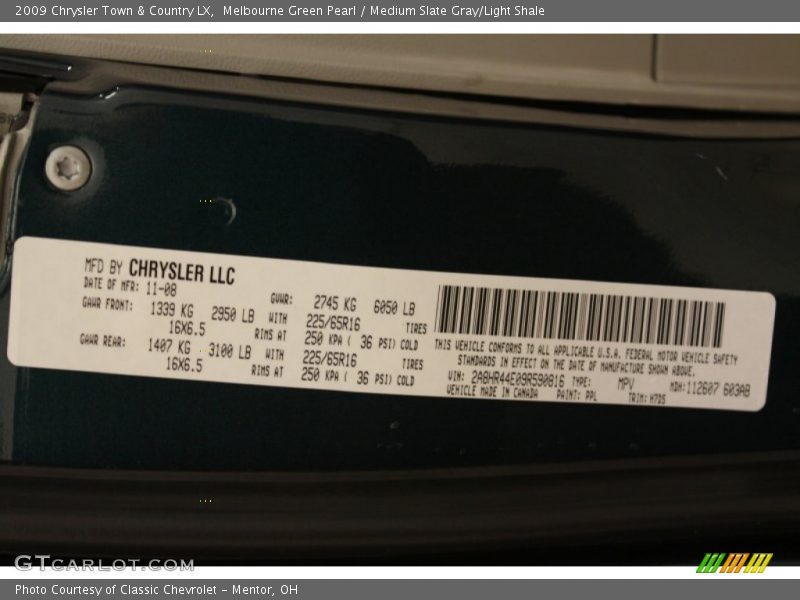 2009 Chrysler Town & Country LX,  Melbourne Green Pearl / Medium Slate Gray/Light Shale
MFD BY CHRYSLER LLC
DATE OF MFR: 11-08
GVWR: 2745 KG 6050 LB
GAWR FRONT: 1339 KG 2950 LB WITH 225/65R16 TIRES
16X6.5 RIMS AT 250 KPA ( 36 PSI) COLD
GAWR REAR: 1407 KG 3100 LB WITH 225/65R16 TIRES
16X6.5 RIMS AT 250 KPA ( 36 PSI) COLD
THIS VEHICLE CONFORMS TO ALL APPLICABLE U.S.A. FEDERAL MOTOR VEHICLE SAFETY
STANDARDS IN EFFECT ON THE DATE OF MANUFACTURE SHOWN ABOVE.
VIN: 2A8HR44E09R590816 TYPE: MPV MDH:112607 603AB
VEHICLE MADE IN CANADA PAINT: PPL TRIM: H7DS
GTCarLot.com
Photo Courtesy of Classic Chevrolet - Mentor, OH